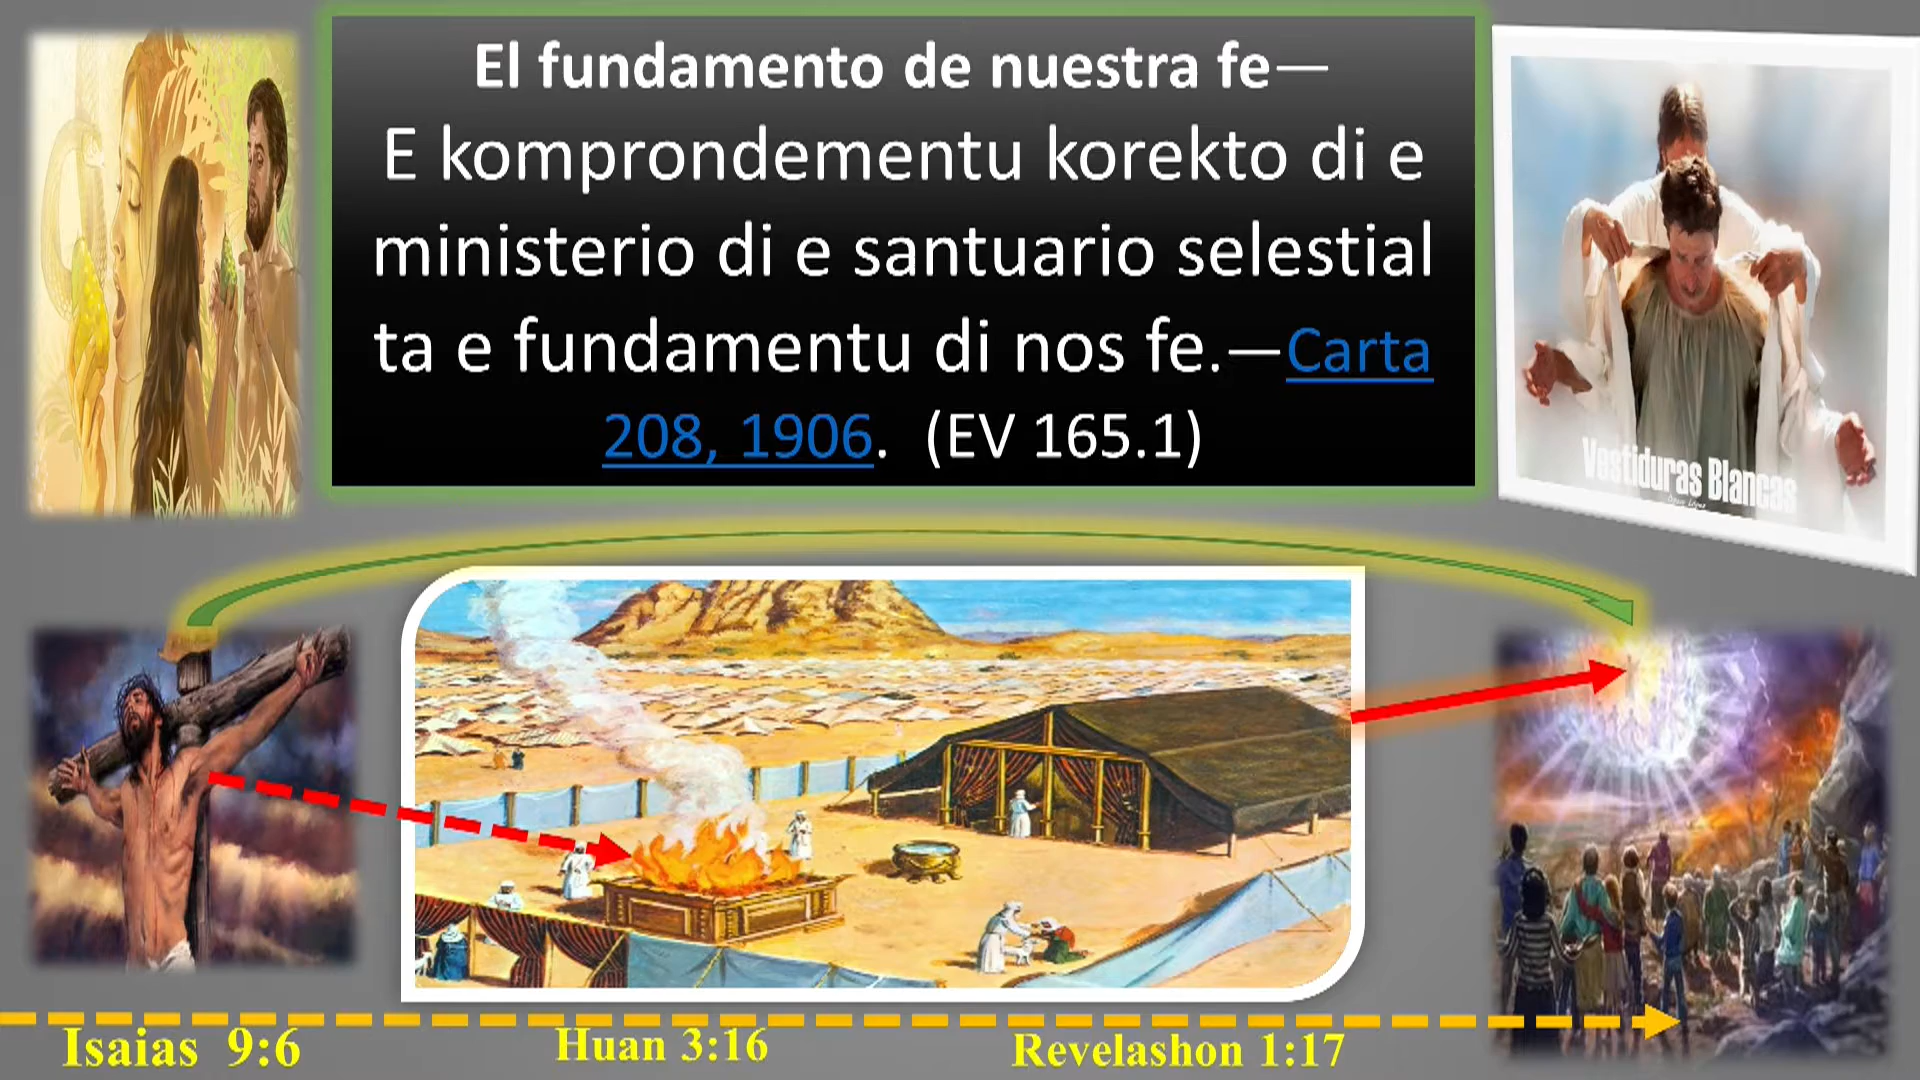 El fundamento de nuestra fe—
E komprondementu korekto di e
ministerio di e santuario selestial
ta e fundamentu di nos fe.—Carta
208, 1906.  (EV 165.1)
Vestiduras Blancas
Isaias 9:6
Huan 3:16
Revelashon 1:17